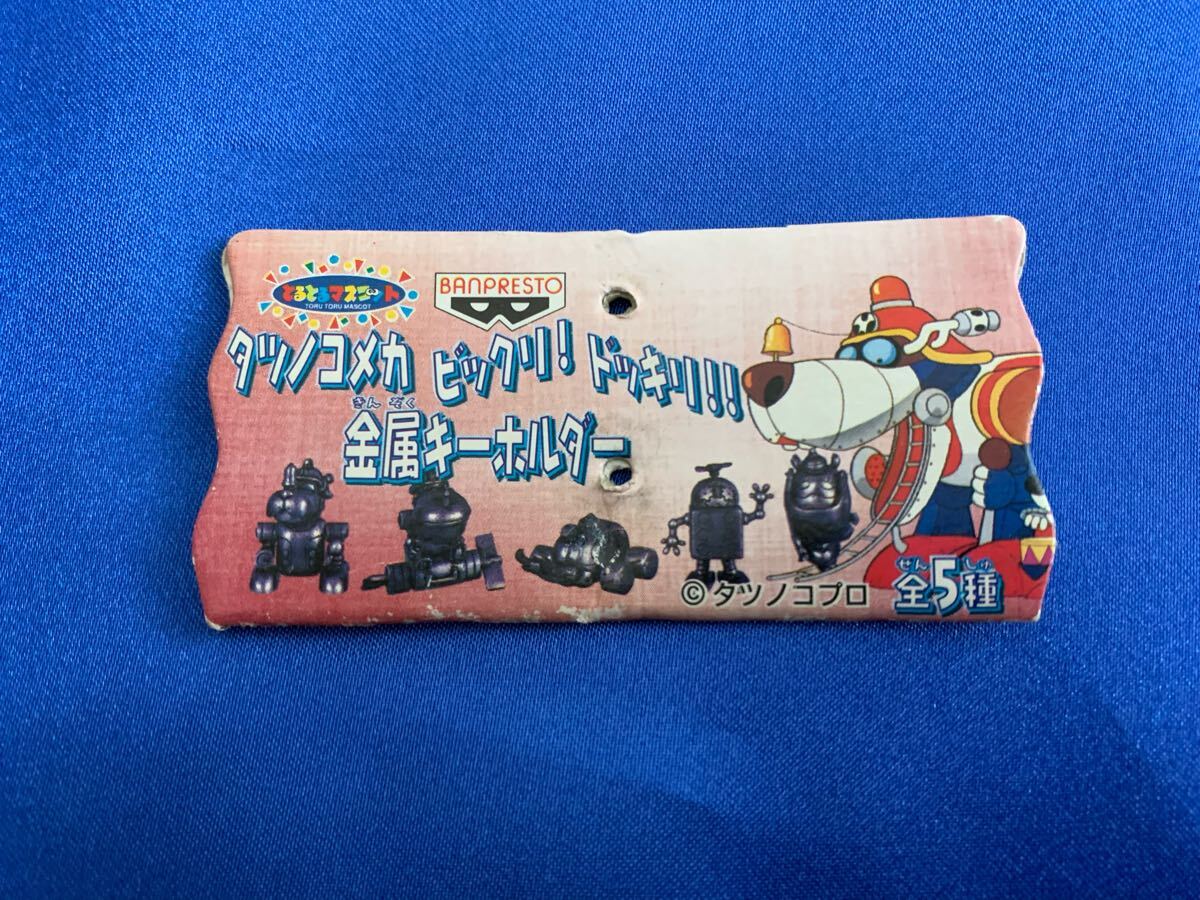 とるとるマスコット
TORU TORU MASCOT
BANPRESTO
タツノコメカ ビックリ! ドッキリ!!
きん ぞく
金属キーホルダー
©タツノコプロ
ぜん しゅ
全5種